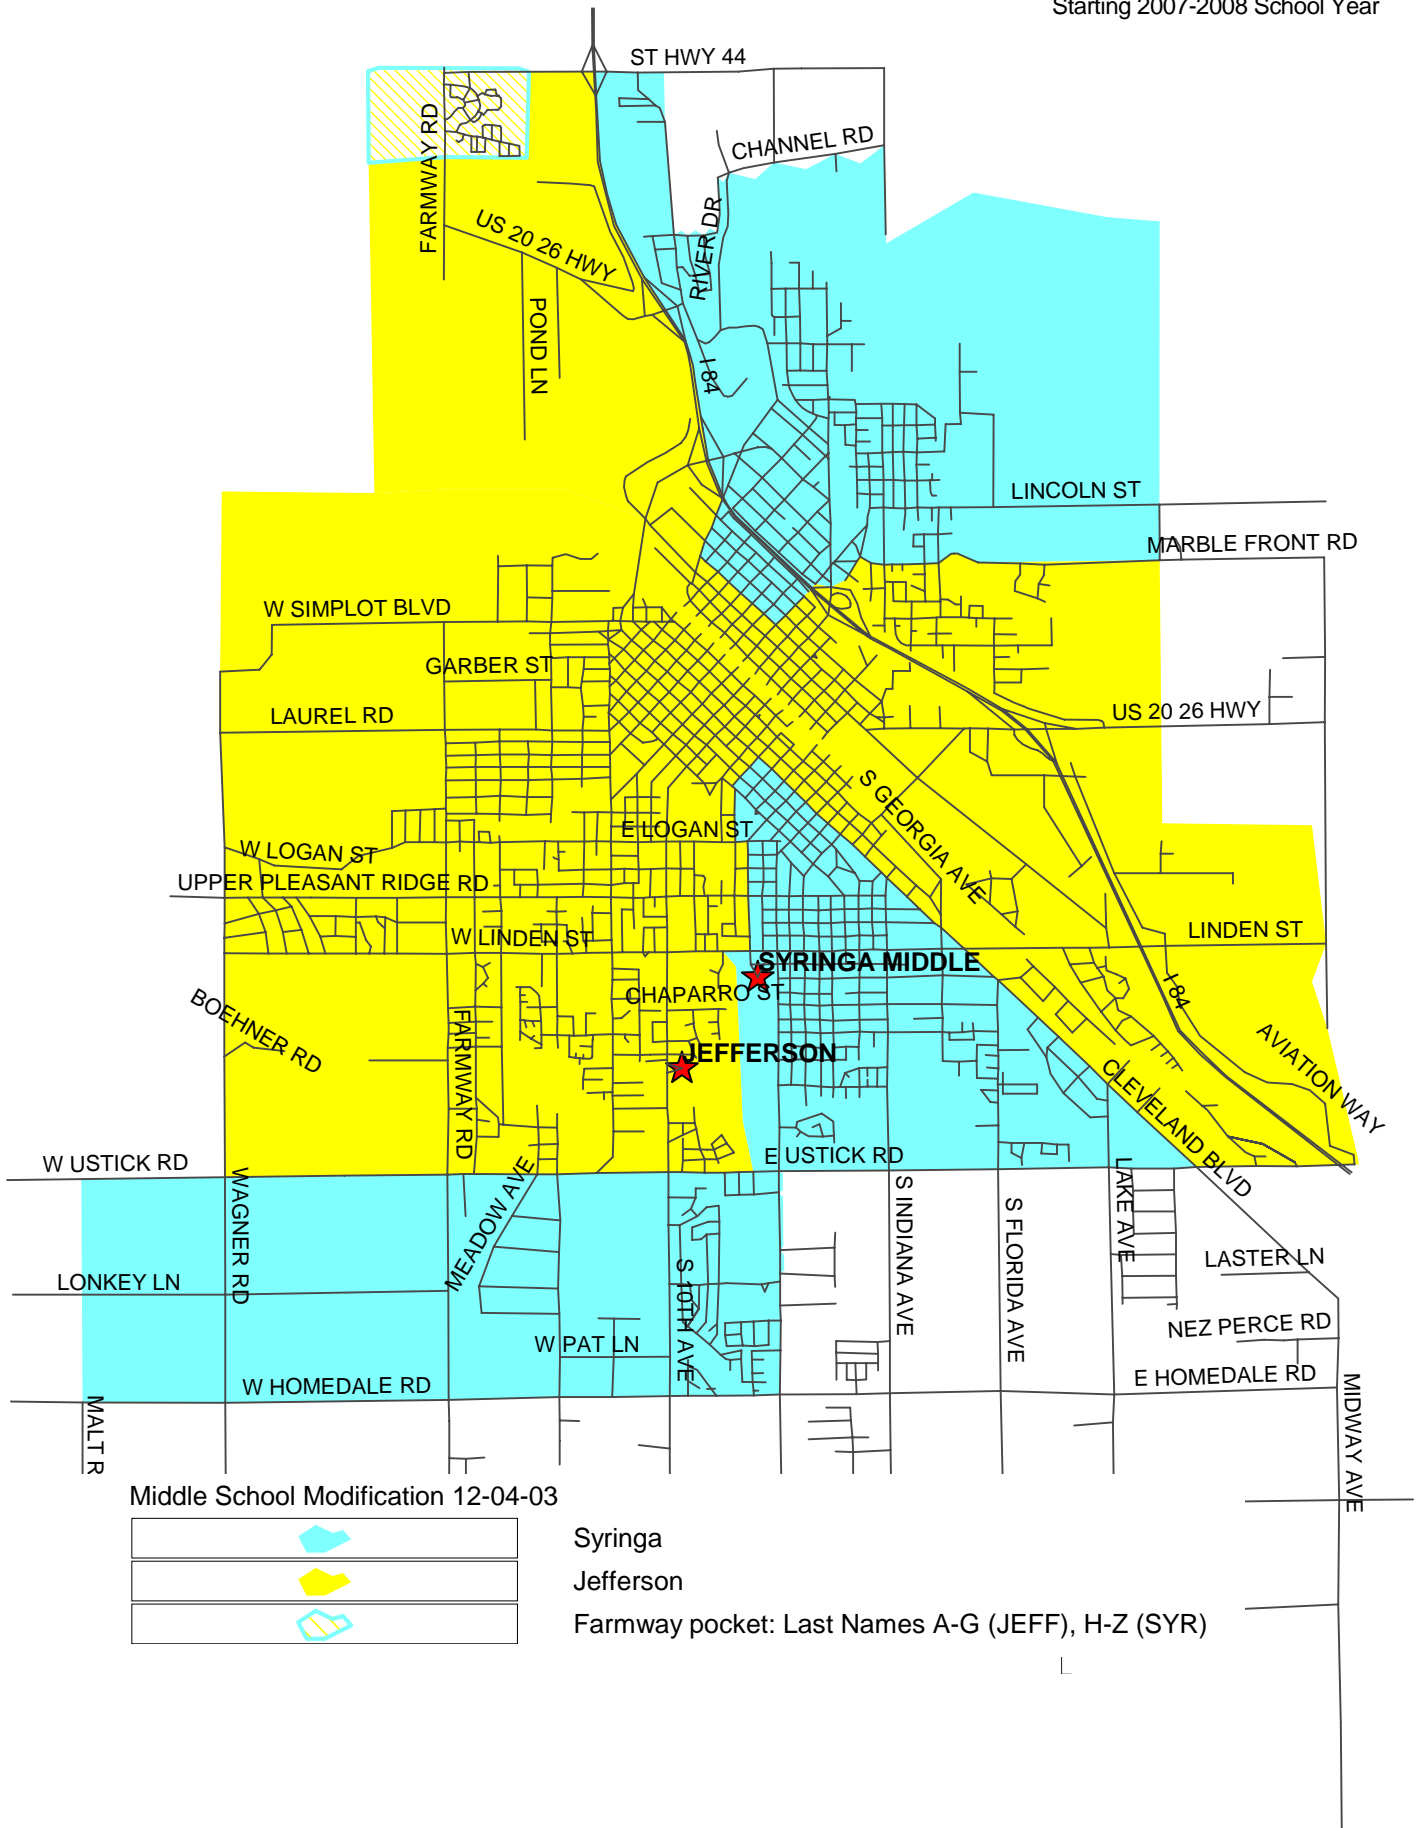 Starting 2007-2008 School Year
ST HWY 44
FARMWAY RD
CHANNEL RD
US 20 26 HWY
RIVER DR
POND LN
I 84
LINCOLN ST
MARBLE FRONT RD
W SIMPLOT BLVD
GARBER ST
LAUREL RD
US 20 26 HWY
S GEORGIA AVE
E LOGAN ST
W LOGAN ST
UPPER PLEASANT RIDGE RD
W LINDEN ST
LINDEN ST
SYRINGA MIDDLE
CHAPARRO ST
I 84
BOEHNER RD
FARMWAY RD
JEFFERSON
AVIATION WAY
CLEVELAND BLVD
W USTICK RD
E USTICK RD
WAGNER RD
MEADOW AVE
S INDIANA AVE
S FLORIDA AVE
LAKE AVE
LASTER LN
LONKEY LN
S 10TH AVE
NEZ PERCE RD
W PAT LN
W HOMEDALE RD
E HOMEDALE RD
MALT R
MIDWAY AVE
Middle School Modification 12-04-03
Syringa
Jefferson
Farmway pocket: Last Names A-G (JEFF), H-Z (SYR)